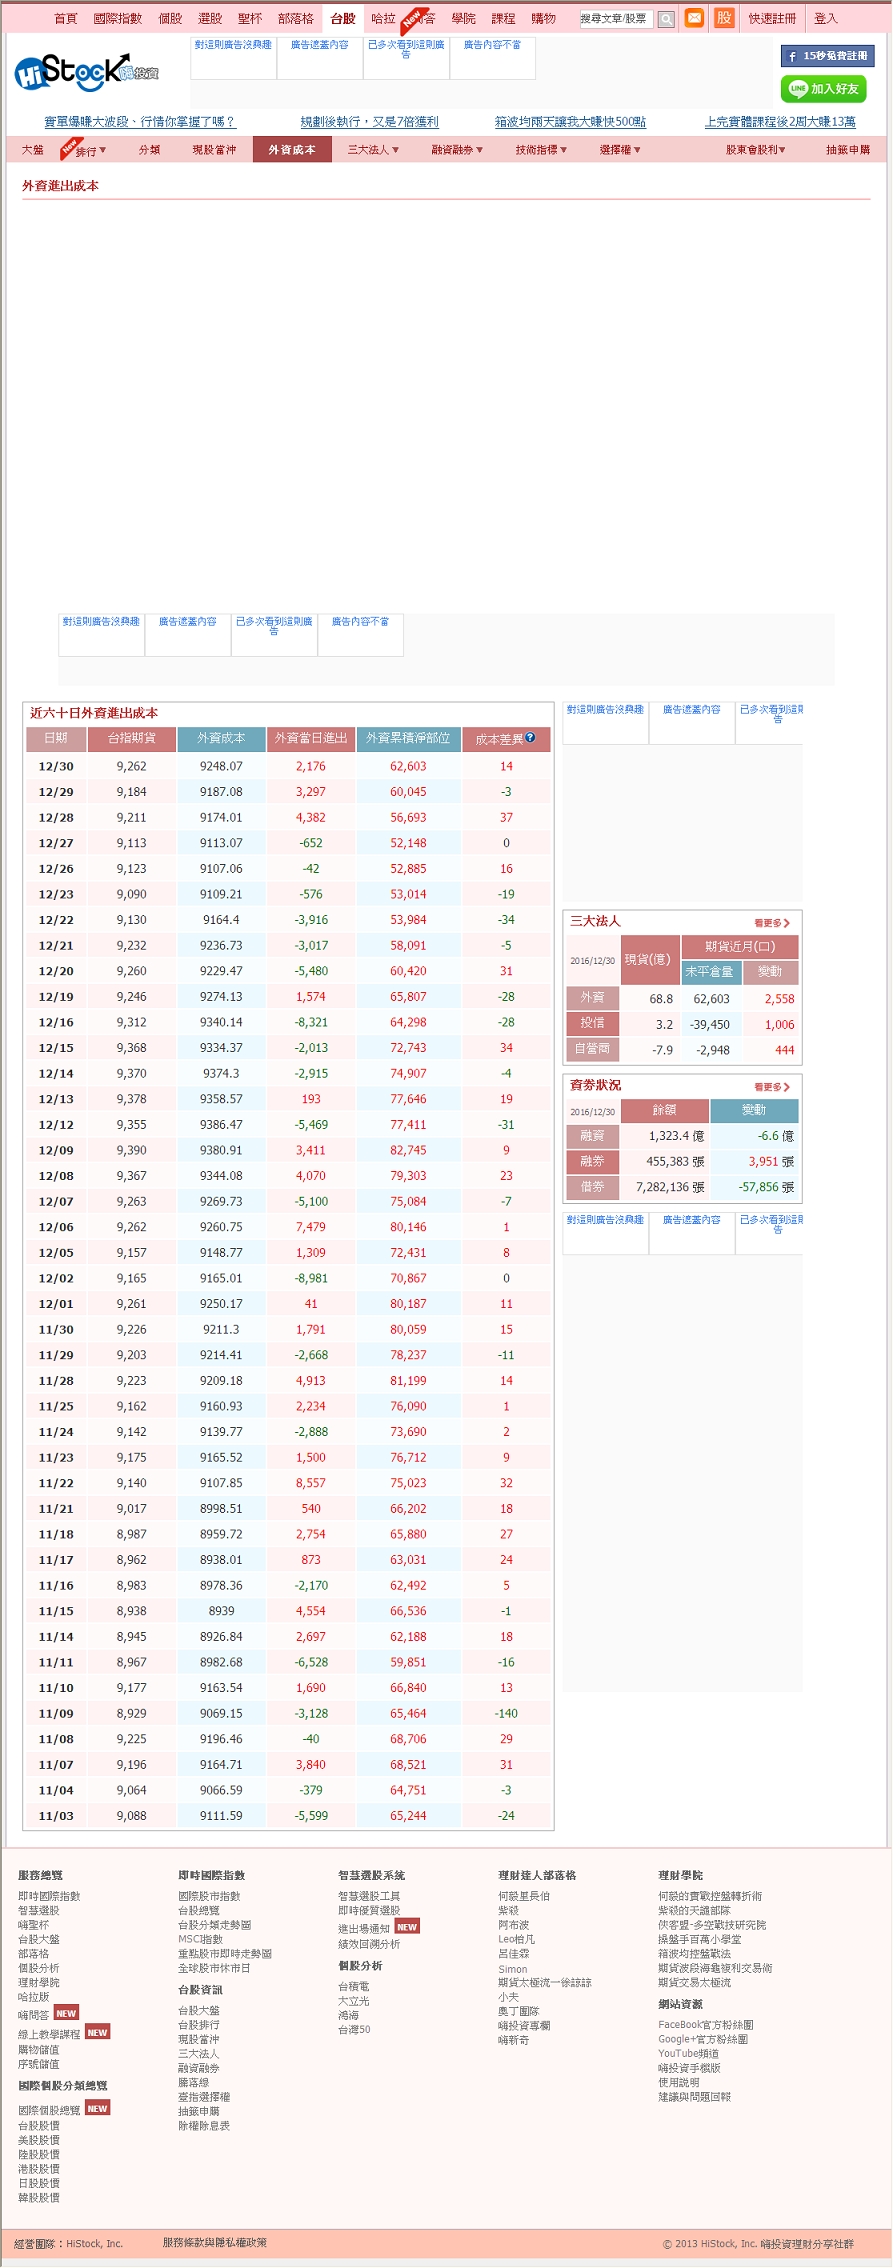 首頁 國際指數 個股 選股 聖杯 部落格 台股 哈拉 New 答 學院 課程 購物 搜尋文章/股票 股 快速註冊 登入
對這則廣告沒興趣 廣告遮蓋內容 已多次看到這則廣告 廣告內容不當
HiStock嗨投資
f 15秒免費註冊
LINE 加入好友
實單爆賺大波段、行情你掌握了嗎？ 規劃後執行，又是7倍獲利 箱波均兩天讓我大賺快500點 上完實體課程後2周大賺13萬
大盤 New 排行▼ 分類 現股當沖 外資成本 三大法人▼ 融資融券▼ 技術指標▼ 選擇權▼ 股東會股利▼ 抽籤申購
外資進出成本
對這則廣告沒興趣 廣告遮蓋內容 已多次看到這則廣告 廣告內容不當
近六十日外資進出成本
日期 台指期貨 外資成本 外資當日進出 外資累積淨部位 成本差異?
12/30 9,262 9248.07 2,176 62,603 14
12/29 9,184 9187.08 3,297 60,045 -3
12/28 9,211 9174.01 4,382 56,693 37
12/27 9,113 9113.07 -652 52,148 0
12/26 9,123 9107.06 -42 52,885 16
12/23 9,090 9109.21 -576 53,014 -19
12/22 9,130 9164.4 -3,916 53,984 -34
12/21 9,232 9236.73 -3,017 58,091 -5
12/20 9,260 9229.47 -5,480 60,420 31
12/19 9,246 9274.13 1,574 65,807 -28
12/16 9,312 9340.14 -8,321 64,298 -28
12/15 9,368 9334.37 -2,013 72,743 34
12/14 9,370 9374.3 -2,915 74,907 -4
12/13 9,378 9358.57 193 77,646 19
12/12 9,355 9386.47 -5,469 77,411 -31
12/09 9,390 9380.91 3,411 82,745 9
12/08 9,367 9344.08 4,070 79,303 23
12/07 9,263 9269.73 -5,100 75,084 -7
12/06 9,262 9260.75 7,479 80,146 1
12/05 9,157 9148.77 1,309 72,431 8
12/02 9,165 9165.01 -8,981 70,867 0
12/01 9,261 9250.17 41 80,187 11
11/30 9,226 9211.3 1,791 80,059 15
11/29 9,203 9214.41 -2,668 78,237 -11
11/28 9,223 9209.18 4,913 81,199 14
11/25 9,162 9160.93 2,234 76,090 1
11/24 9,142 9139.77 -2,888 73,690 2
11/23 9,175 9165.52 1,500 76,712 9
11/22 9,140 9107.85 8,557 75,023 32
11/21 9,017 8998.51 540 66,202 18
11/18 8,987 8959.72 2,754 65,880 27
11/17 8,962 8938.01 873 63,031 24
11/16 8,983 8978.36 -2,170 62,492 5
11/15 8,938 8939 4,554 66,536 -1
11/14 8,945 8926.84 2,697 62,188 18
11/11 8,967 8982.68 -6,528 59,851 -16
11/10 9,177 9163.54 1,690 66,840 13
11/09 8,929 9069.15 -3,128 65,464 -140
11/08 9,225 9196.46 -40 68,706 29
11/07 9,196 9164.71 3,840 68,521 31
11/04 9,064 9066.59 -379 64,751 -3
11/03 9,088 9111.59 -5,599 65,244 -24
對這則廣告沒興趣 廣告遮蓋內容 已多次看到這則廣告
三大法人 看更多
2016/12/30 現貨(億) 期貨近月(口)
未平倉量 變動
外資 68.8 62,603 2,558
投信 3.2 -39,450 1,006
自營商 -7.9 -2,948 444
資券狀況 看更多
2016/12/30 餘額 變動
融資 1,323.4 億 -6.6 億
融券 455,383 張 3,951 張
借券 7,282,136 張 -57,856 張
對這則廣告沒興趣 廣告遮蓋內容 已多次看到這則廣告
服務總覽
即時國際指數
智慧選股
嗨聖杯
台股大盤
部落格
個股分析
理財學院
哈拉版
嗨問答 NEW
線上教學課程 NEW
購物儲值
序號儲值
國際個股分類總覽
國際個股總覽 NEW
台股股價
美股股價
陸股股價
港股股價
日股股價
韓股股價
即時國際指數
國際股市指數
台股總覽
台股分類走勢圖
MSCI指數
重點股市即時走勢圖
全球股市休市日
台股資訊
台股大盤
台股排行
現股當沖
三大法人
融資融券
騰落線
臺指選擇權
抽籤申購
除權除息表
智慧選股系統
智慧選股工具
即時優質選股
進出場通知 NEW
績效回溯分析
個股分析
台積電
大立光
鴻海
台灣50
理財達人部落格
何毅里長伯
紫殺
阿布波
Leo柏凡
呂佳霖
Simon
期貨太極流－徐諒諒
小夫
奧丁團隊
嗨投資專欄
嗨新奇
理財學院
何毅的實戰控盤轉折術
紫殺的天譴部隊
俠客盟-多空戰技研究院
操盤手百萬小學堂
箱波均控盤戰法
期貨波段海龜複利交易術
期貨交易太極流
網站資源
FaceBook官方粉絲團
Google+官方粉絲團
YouTube頻道
嗨投資手機版
使用說明
建議與問題回報
經營團隊：HiStock, Inc. 服務條款與隱私權政策 © 2013 HiStock, Inc. 嗨投資理財分享社群